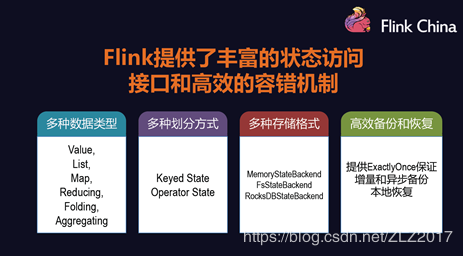 Flink China
Flink提供了丰富的状态访问
接口和高效的容错机制
多种数据类型
Value,
List,
Map,
Reducing,
Folding,
Aggregating
多种划分方式
Keyed State
Operator State
多种存储格式
MemoryStateBackend
FsStateBackend
RocksDBStateBackend
高效备份和恢复
提供ExactlyOnce保证
增量和异步备份
本地恢复
https://blog.csdn.net/ZLZ2017